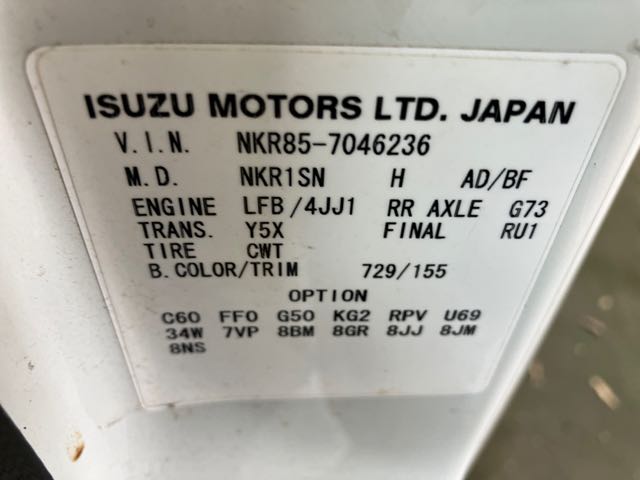 ISUZU MOTORS LTD. JAPAN
V.I.N. NKR85-7046236
M.D. NKR1SN H AD/BF
ENGINE LFB/4JJ1 RR AXLE G73
TRANS. Y5X FINAL RU1
TIRE CWT
B.COLOR/TRIM 729/155
OPTION
C60 FF0 G50 KG2 RPV U69
34W 7VP 8BM 8GR 8JJ 8JM
8NS